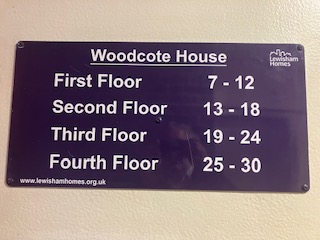 Woodcote House
Lewisham
Homes
First Floor 7 - 12
Second Floor 13 - 18
Third Floor 19 - 24
Fourth Floor 25 - 30
www.lewishamhomes.org.uk